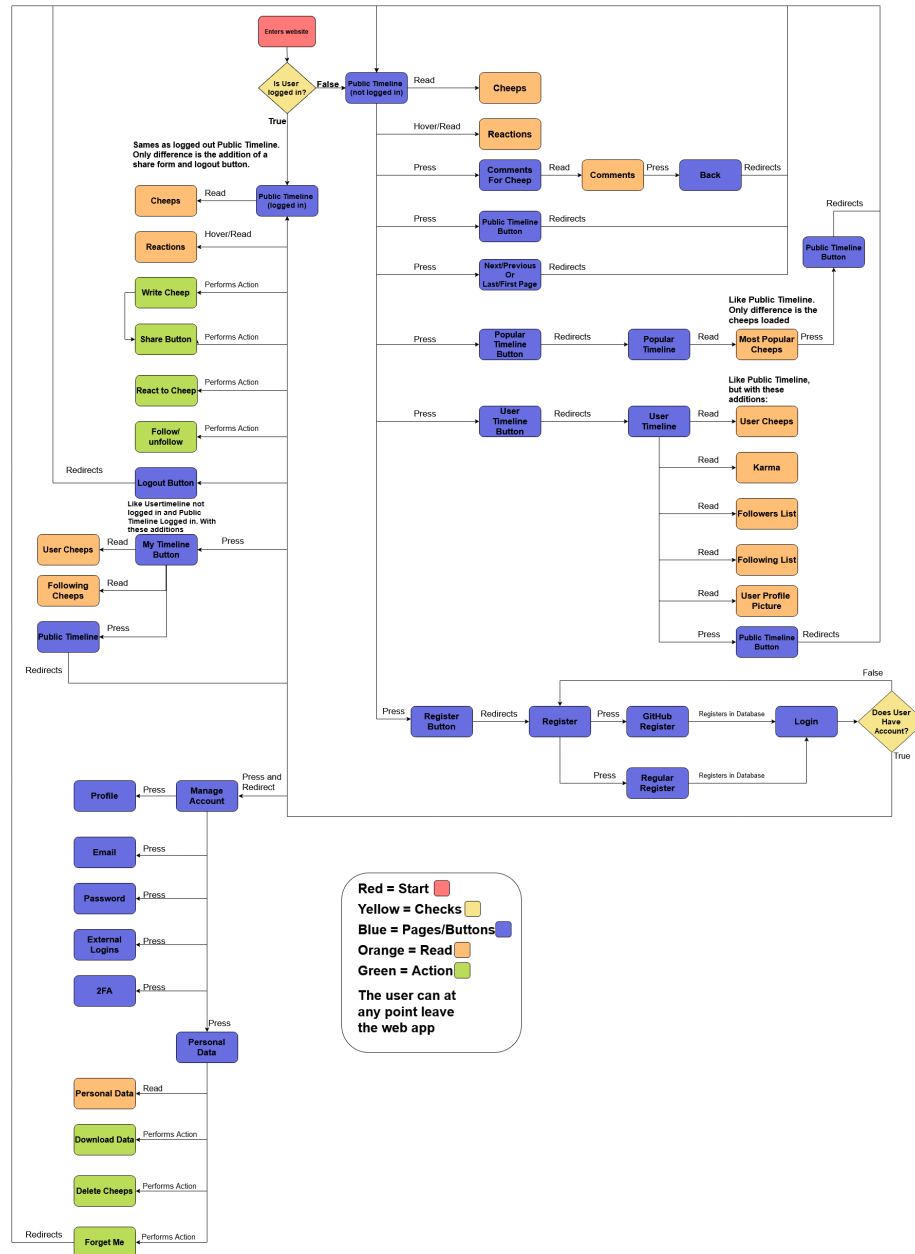 Enters website
Is User
logged in?
False
True
Public Timeline
(not logged in)
Read
Cheeps
Hover/Read
Reactions
Press
Comments
For Cheep
Read
Comments
Press
Back
Redirects
Press
Public Timeline
Button
Redirects
Press
Next/Previous
Or
Last/First Page
Redirects
Redirects
Public Timeline
Button
Like Public Timeline.
Only difference is the
cheeps loaded
Press
Popular
Timeline
Button
Redirects
Popular
Timeline
Read
Most Popular
Cheeps
Press
Like Public Timeline,
but with these
additions:
Press
User
Timeline
Button
Redirects
User
Timeline
Read
User Cheeps
Read
Karma
Read
Followers List
Read
Following List
Read
User Profile
Picture
Press
Public Timeline
Button
Redirects
Sames as logged out Public Timeline.
Only difference is the addition of a
share form and logout button.
Public Timeline
(logged in)
Read
Cheeps
Hover/Read
Reactions
Performs Action
Write Cheep
Performs Action
Share Button
Performs Action
React to Cheep
Performs Action
Follow/
unfollow
Redirects
Logout Button
Like Usertimeline not
logged in and Public
Timeline Logged in. With
these additions
Press
My Timeline
Button
Read
User Cheeps
Read
Following
Cheeps
Press
Public Timeline
Redirects
False
Press
Register
Button
Redirects
Register
Press
GitHub
Register
Registers in Database
Login
Does User
Have
Account?
True
Press
Regular
Register
Registers in Database
Press and
Redirect
Manage
Account
Press
Profile
Press
Email
Press
Password
Press
External
Logins
Press
2FA
Press
Personal
Data
Read
Personal Data
Performs Action
Download Data
Performs Action
Delete Cheeps
Performs Action
Forget Me
Redirects
Red = Start
Yellow = Checks
Blue = Pages/Buttons
Orange = Read
Green = Action
The user can at
any point leave
the web app